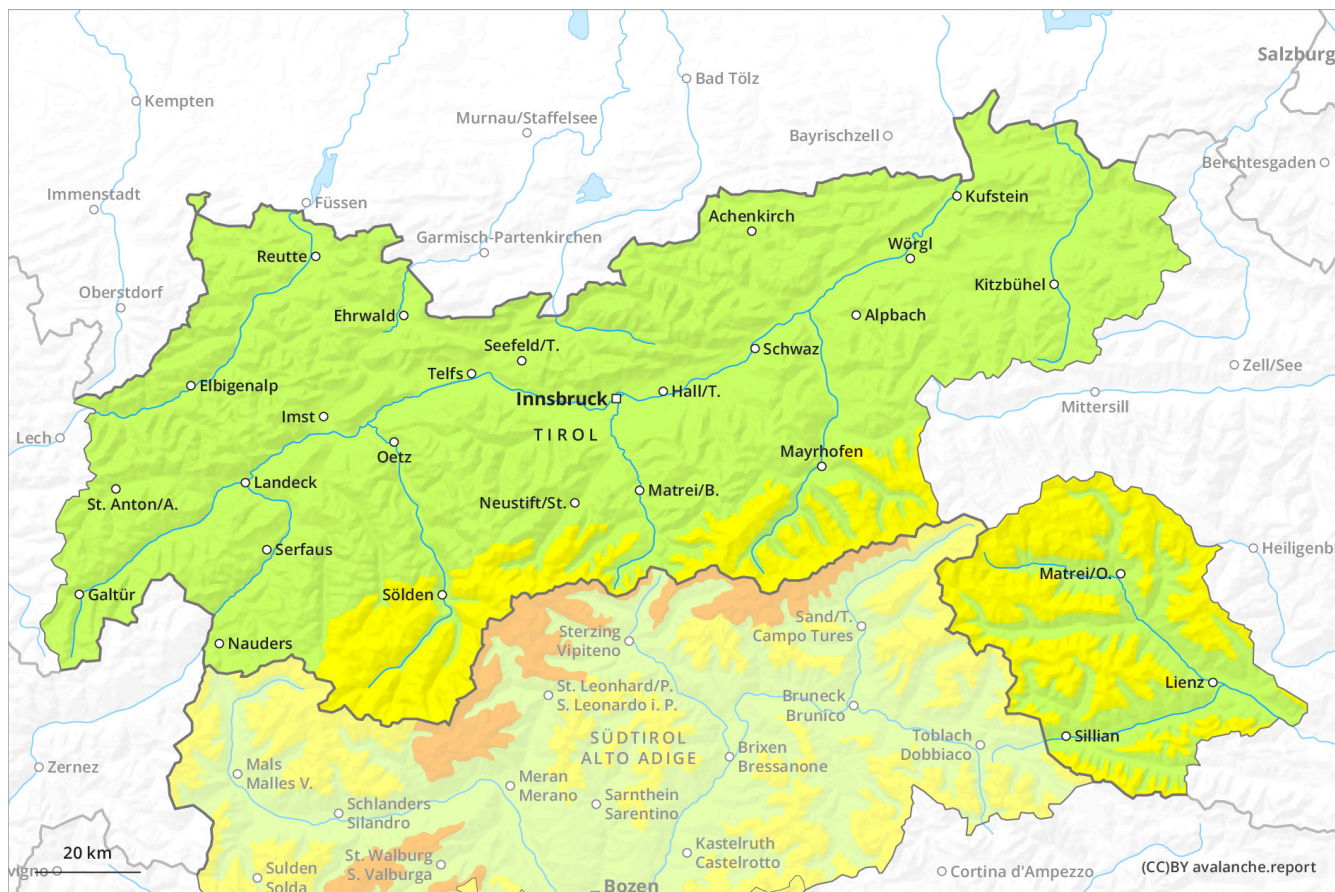 Salzburg
Kempten
Bad Tölz
Murnau/Staffelsee
Bayrischzell
Berchtesgaden
Immenstadt
Füssen
Kufstein
Achenkirch
Garmisch-Partenkirchen
Wörgl
Reutte
Kitzbühel
Oberstdorf
Ehrwald
Alpbach
Seefeld/T.
Schwaz
Zell/See
Telfs
Elbigenalp
Hall/T.
Innsbruck
Mittersill
Imst
Lech
TIROL
Oetz
Mayrhofen
Landeck
Matrei/B.
St. Anton/A.
Neustift/St.
Serfaus
Heiligenb
Matrei/O.
Galtür
Sölden
Sand/T.
Campo Tures
Sterzing
Vipiteno
Nauders
Lienz
St. Leonhard/P.
S. Leonardo i. P.
Bruneck
Brunico
SÜDTIROL
ALTO ADIGE
Toblach
Dobbiaco
Sillian
Brixen
Bressanone
Zernez
Mals
Malles V.
Meran
Merano
Sarnthein
Sarentino
Schlanders
Silandro
20 km
Kastelruth
Castelrotto
St. Walburg
S. Valburga
vigno
Sulden
Solda
Cortina d'Ampezzo
(CC)BY avalanche.report
Bozen